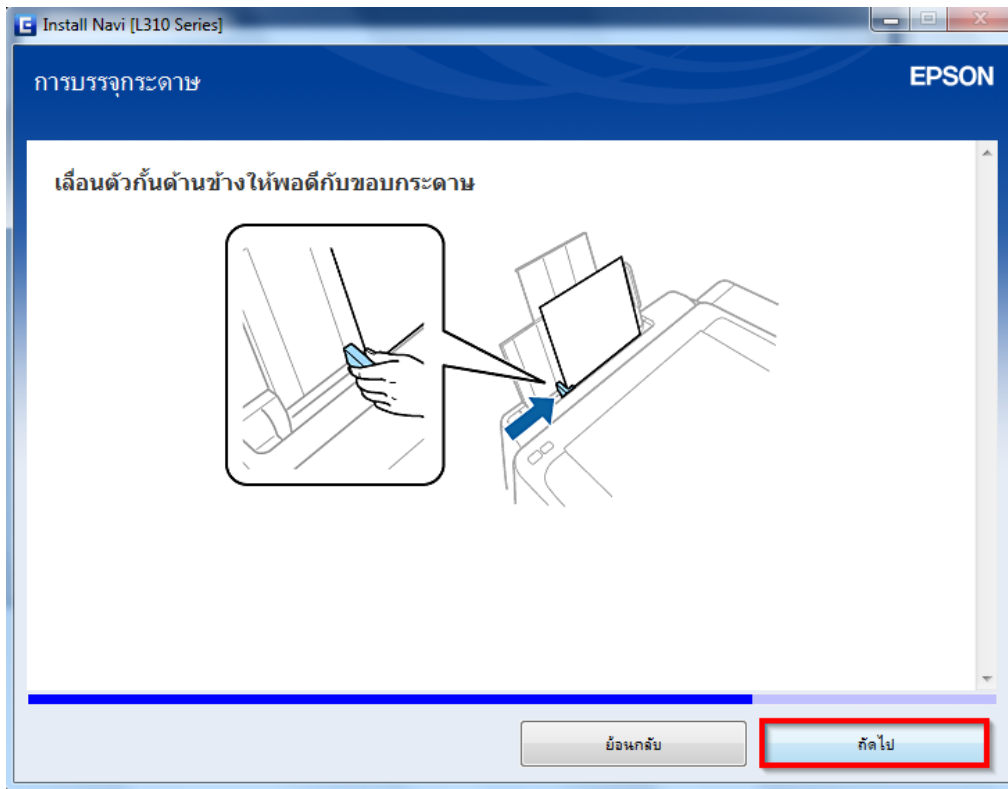 Install Navi [L310 Series]
การบรรจุกระดาษ
EPSON
เลื่อนตัวกั้นด้านข้างให้พอดีกับขอบกระดาษ
ย้อนกลับ
ถัดไป